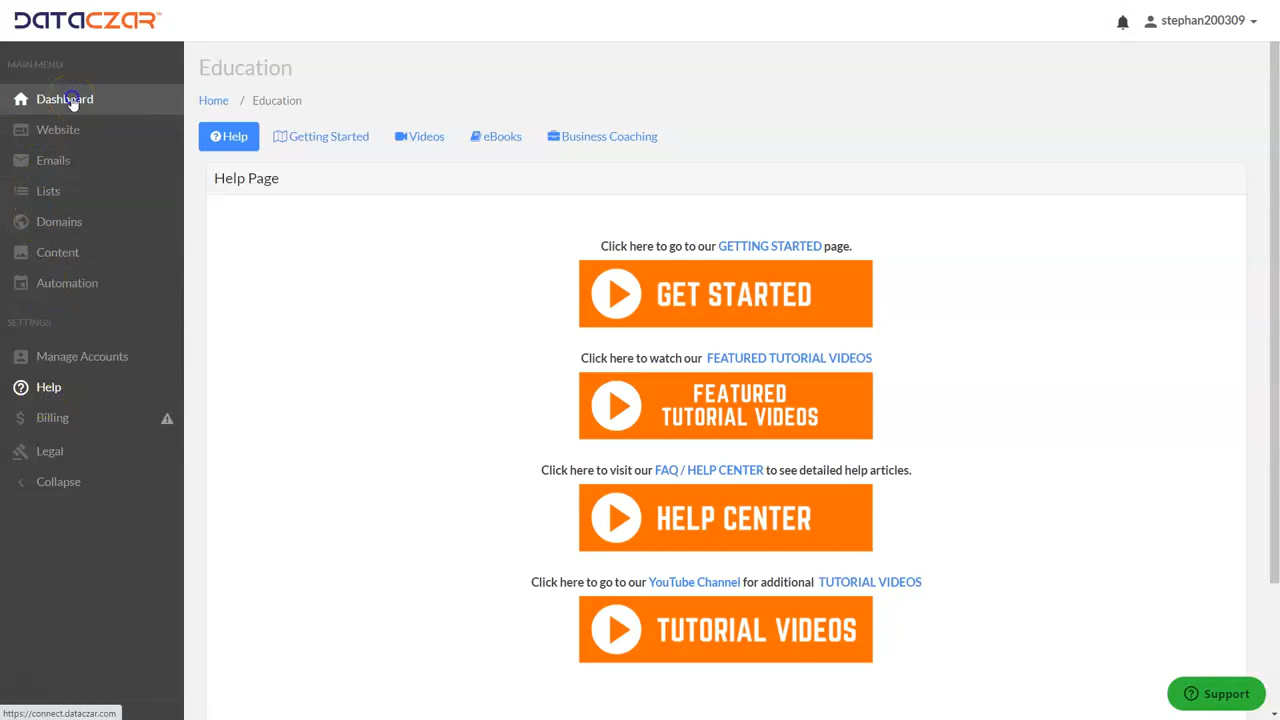 DATACZAR™
stephan200309
MAIN MENU
Dashboard
Website
Emails
Lists
Domains
Content
Automation
SETTINGS
Manage Accounts
Help
Billing
Legal
Collapse
Education
Home / Education
Help
Getting Started
Videos
eBooks
Business Coaching
Help Page
Click here to go to our GETTING STARTED page.
GET STARTED
Click here to watch our FEATURED TUTORIAL VIDEOS
FEATURED
TUTORIAL VIDEOS
Click here to visit our FAQ / HELP CENTER to see detailed help articles.
HELP CENTER
Click here to go to our YouTube Channel for additional TUTORIAL VIDEOS
TUTORIAL VIDEOS
Support
https://connect.dataczar.com